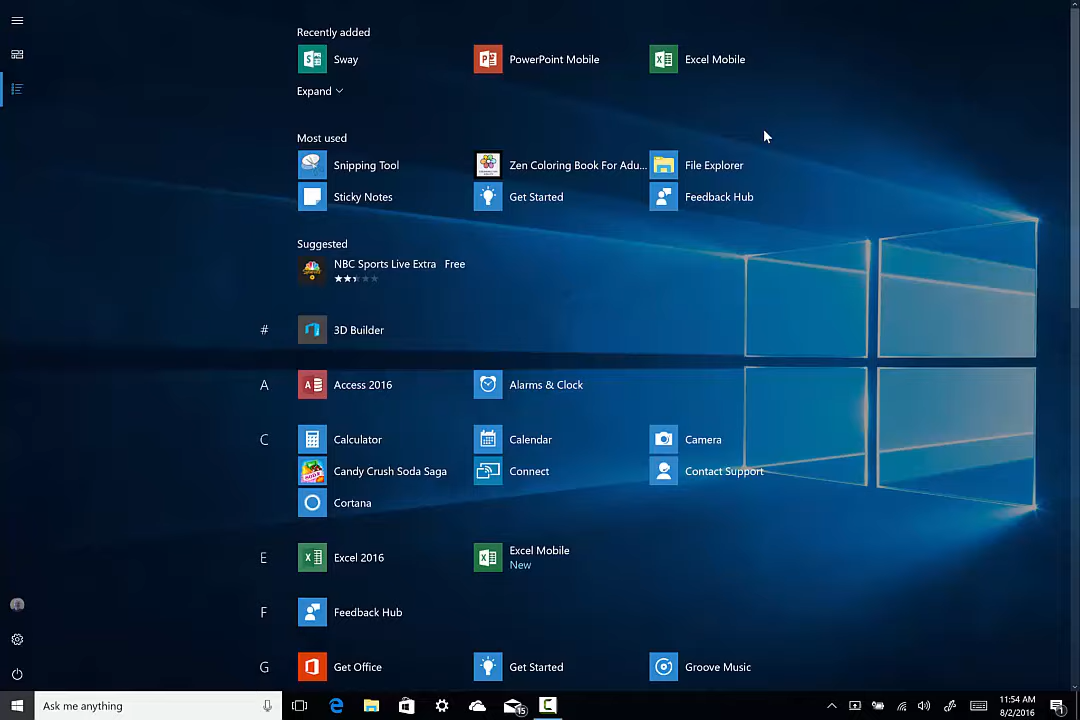 Recently added
Sway PowerPoint Mobile Excel Mobile
Expand
Most used
Snipping Tool Zen Coloring Book For Adu... File Explorer
Sticky Notes Get Started Feedback Hub
Suggested
NBC Sports Live Extra Free
# 3D Builder
A Access 2016 Alarms & Clock
C Calculator Calendar Camera
Candy Crush Soda Saga Connect Contact Support
Cortana
E Excel 2016 Excel Mobile
New
F Feedback Hub
G Get Office Get Started Groove Music
11:54 AM
Ask me anything 15 1
8/2/2016